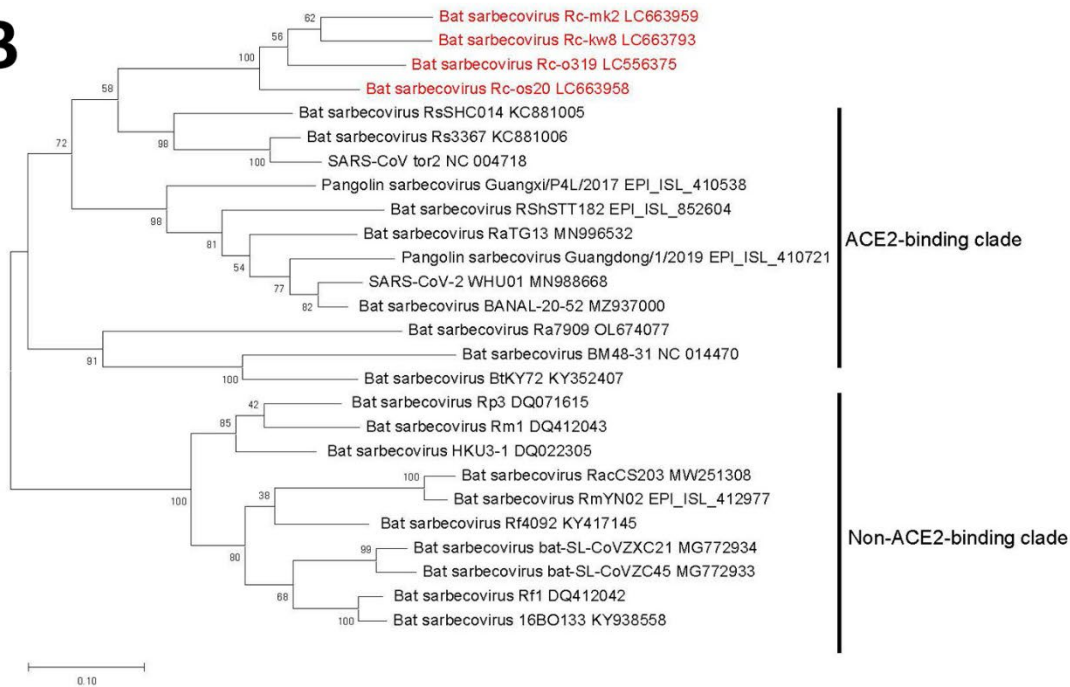 B
62
Bat sarbecovirus Rc-mk2 LC663959
56
Bat sarbecovirus Rc-kw8 LC663793
100
Bat sarbecovirus Rc-o319 LC556375
58
Bat sarbecovirus Rc-os20 LC663958
Bat sarbecovirus RsSHC014 KC881005
72
98
Bat sarbecovirus Rs3367 KC881006
100
SARS-CoV tor2 NC 004718
Pangolin sarbecovirus Guangxi/P4L/2017 EPI_ISL_410538
98
Bat sarbecovirus RShSTT182 EPI_ISL_852604
81
Bat sarbecovirus RaTG13 MN996532
ACE2-binding clade
54
Pangolin sarbecovirus Guangdong/1/2019 EPI_ISL_410721
77
SARS-CoV-2 WHU01 MN988668
82
Bat sarbecovirus BANAL-20-52 MZ937000
Bat sarbecovirus Ra7909 OL674077
91
Bat sarbecovirus BM48-31 NC 014470
100
Bat sarbecovirus BtKY72 KY352407
Bat sarbecovirus Rp3 DQ071615
42
85
Bat sarbecovirus Rm1 DQ412043
Bat sarbecovirus HKU3-1 DQ022305
100
100
Bat sarbecovirus RacCS203 MW251308
38
Bat sarbecovirus RmYN02 EPI_ISL_412977
Bat sarbecovirus Rf4092 KY417145
Non-ACE2-binding clade
80
99
Bat sarbecovirus bat-SL-CoVZXC21 MG772934
Bat sarbecovirus bat-SL-CoVZC45 MG772933
68
Bat sarbecovirus Rf1 DQ412042
100
Bat sarbecovirus 16BO133 KY938558
0.10